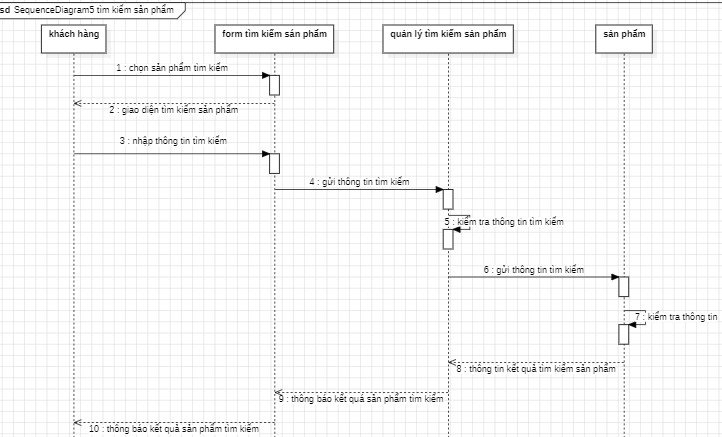 sd SequenceDiagram5 tìm kiếm sản phẩm
khách hàng
form tìm kiếm sản phẩm
quản lý tìm kiếm sản phẩm
sản phẩm
1 : chọn sản phẩm tìm kiếm
2 : giao diện tìm kiếm sản phẩm
3 : nhập thông tin tìm kiếm
4 : gửi thông tin tìm kiếm
5 : kiểm tra thông tin tìm kiếm
6 : gửi thông tin tìm kiếm
7 : kiểm tra thông tin
8 : thông tin kết quả tìm kiếm sản phẩm
9 : thông báo kết quả sản phẩm tìm kiếm
10 : thông báo kết quả sản phẩm tìm kiếm